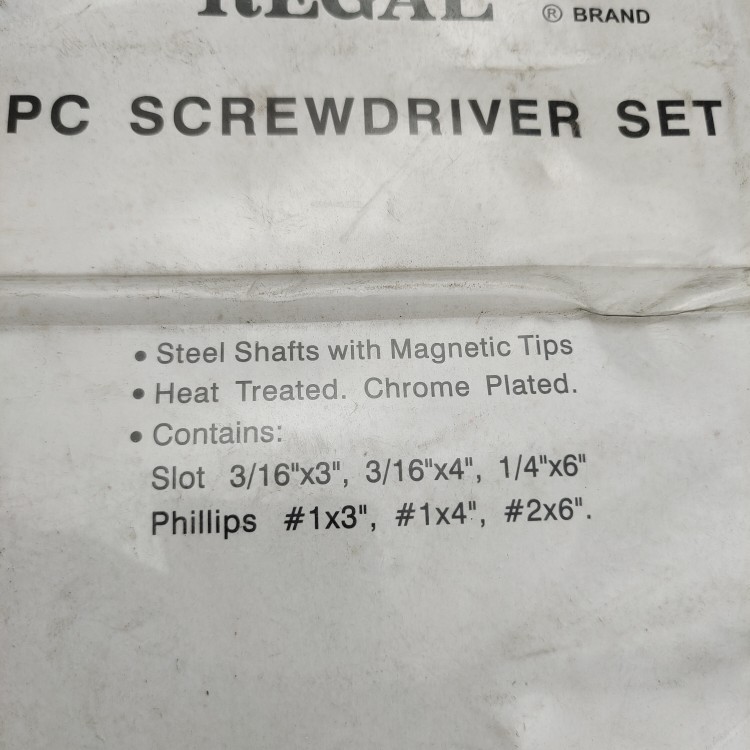 REGAL ® BRAND
PC SCREWDRIVER SET
• Steel Shafts with Magnetic Tips
• Heat Treated. Chrome Plated.
• Contains:
Slot 3/16"x3", 3/16"x4", 1/4"x6"
Phillips #1x3", #1x4", #2x6".